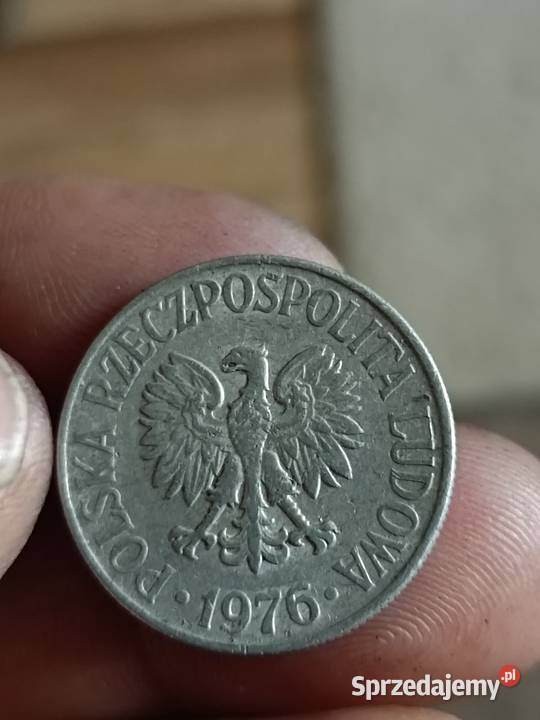 POLSKA RZECZPOSPOLITA LUDOWA
· 1976 ·
Sprzedajemy.pl